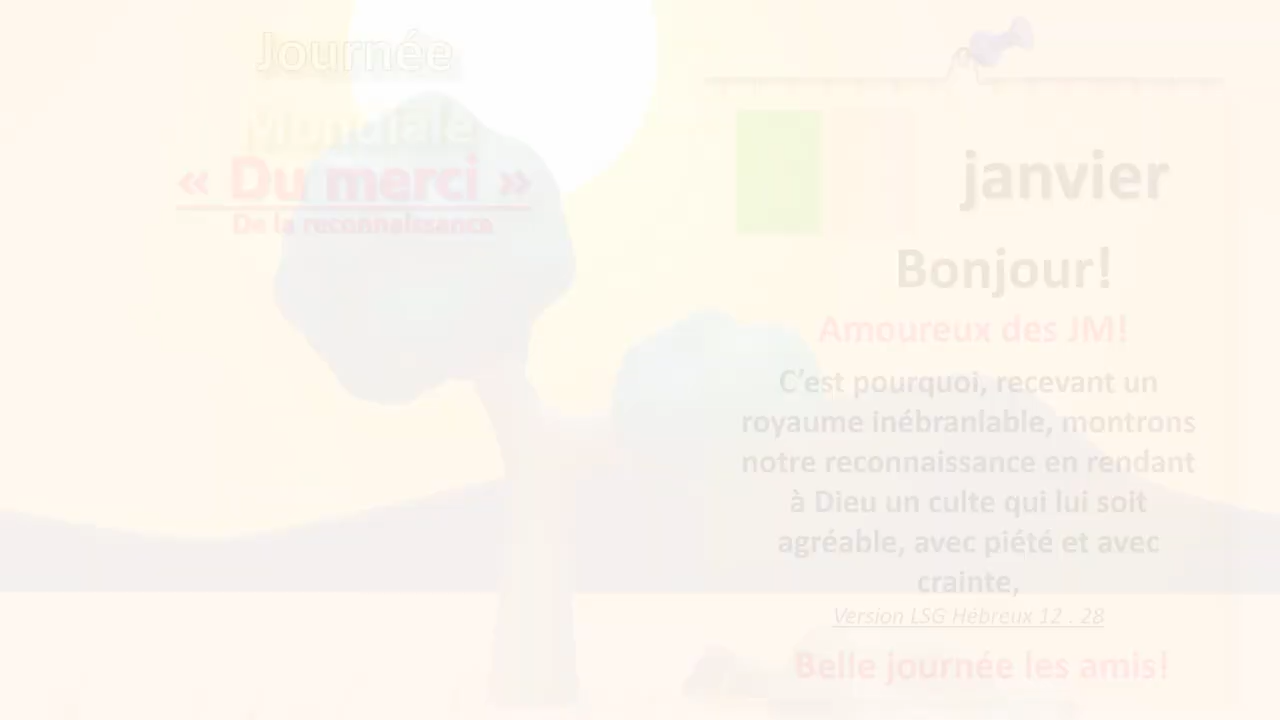 Journée
Mondiale
« Du merci »
De la reconnaissance
janvier
Bonjour!
Amoureux des JM!
C’est pourquoi, recevant un
royaume inébranlable, montrons
notre reconnaissance en rendant
à Dieu un culte qui lui soit
agréable, avec piété et avec
crainte,
Version LSG Hébreux 12 . 28
Belle journée les amis!